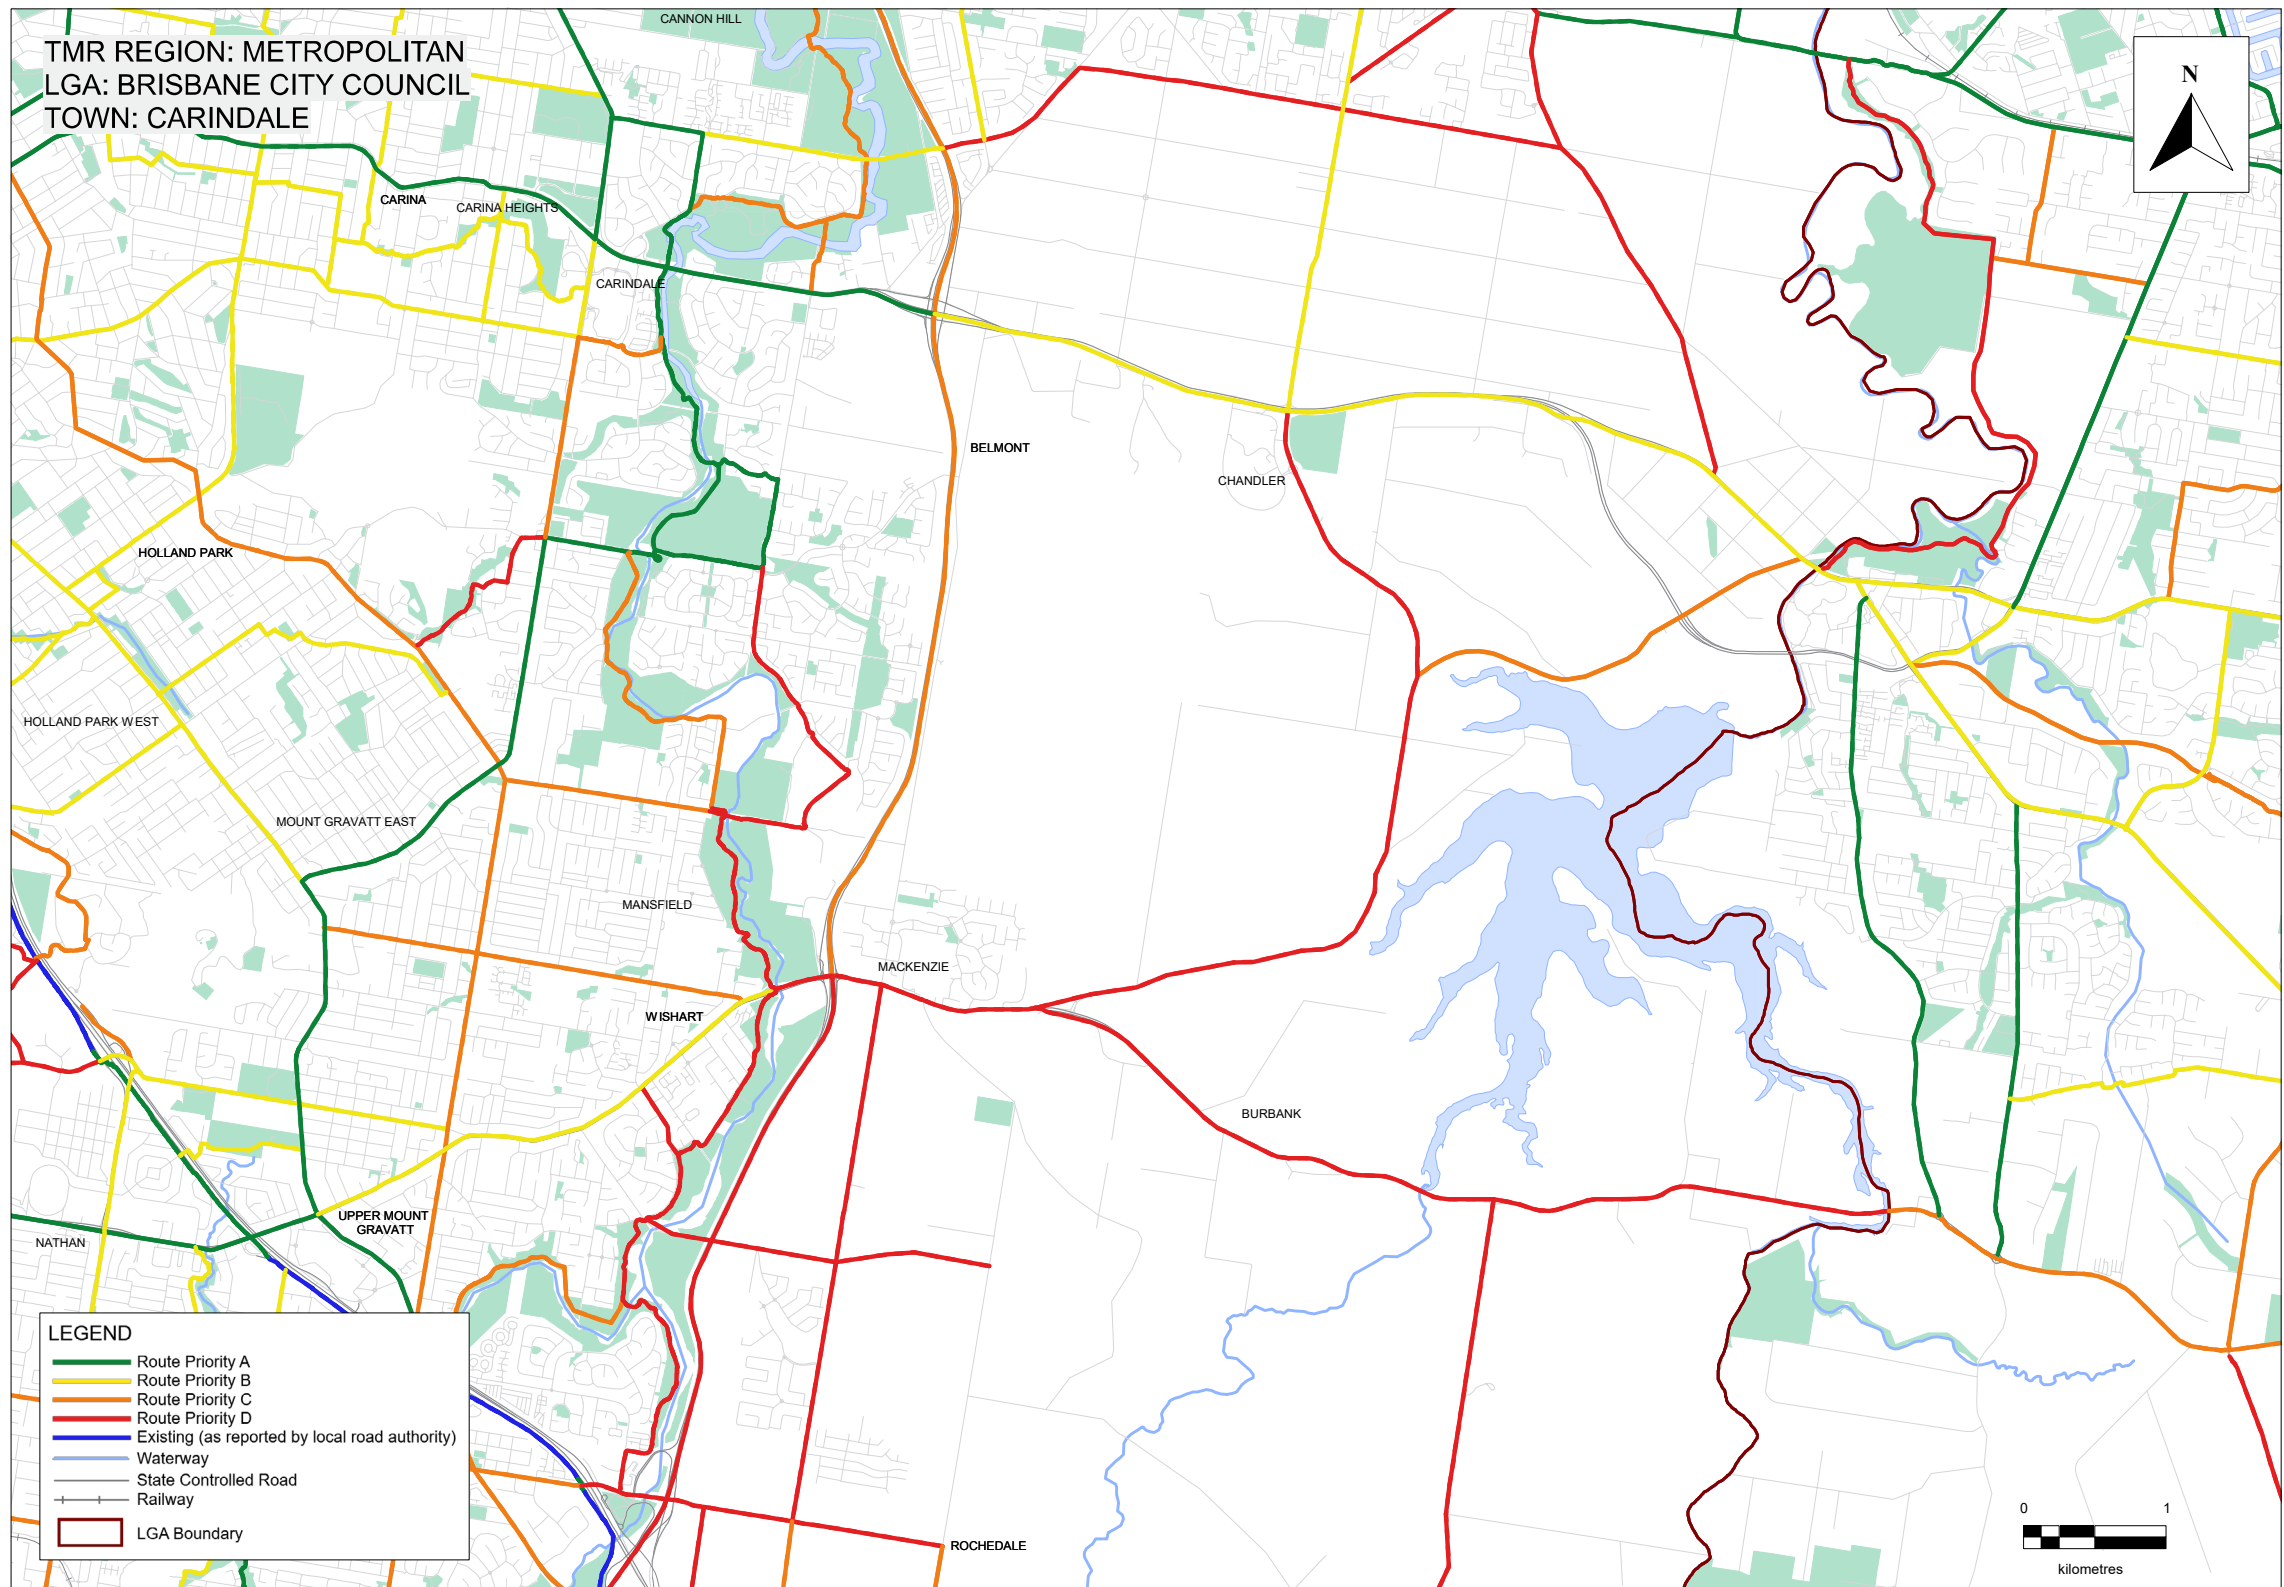 CANNON HILL
TMR REGION: METROPOLITAN
LGA: BRISBANE CITY COUNCIL
TOWN: CARINDALE
N
CARINA
CARINA HEIGHTS
CARINDALE
BELMONT
CHANDLER
HOLLAND PARK
HOLLAND PARK WEST
MOUNT GRAVATT EAST
MANSFIELD
MACKENZIE
WISHART
BURBANK
UPPER MOUNT
GRAVATT
NATHAN
LEGEND
Route Priority A
Route Priority B
Route Priority C
Route Priority D
Existing (as reported by local road authority)
Waterway
State Controlled Road
Railway
LGA Boundary
ROCHEDALE
0 1
kilometres